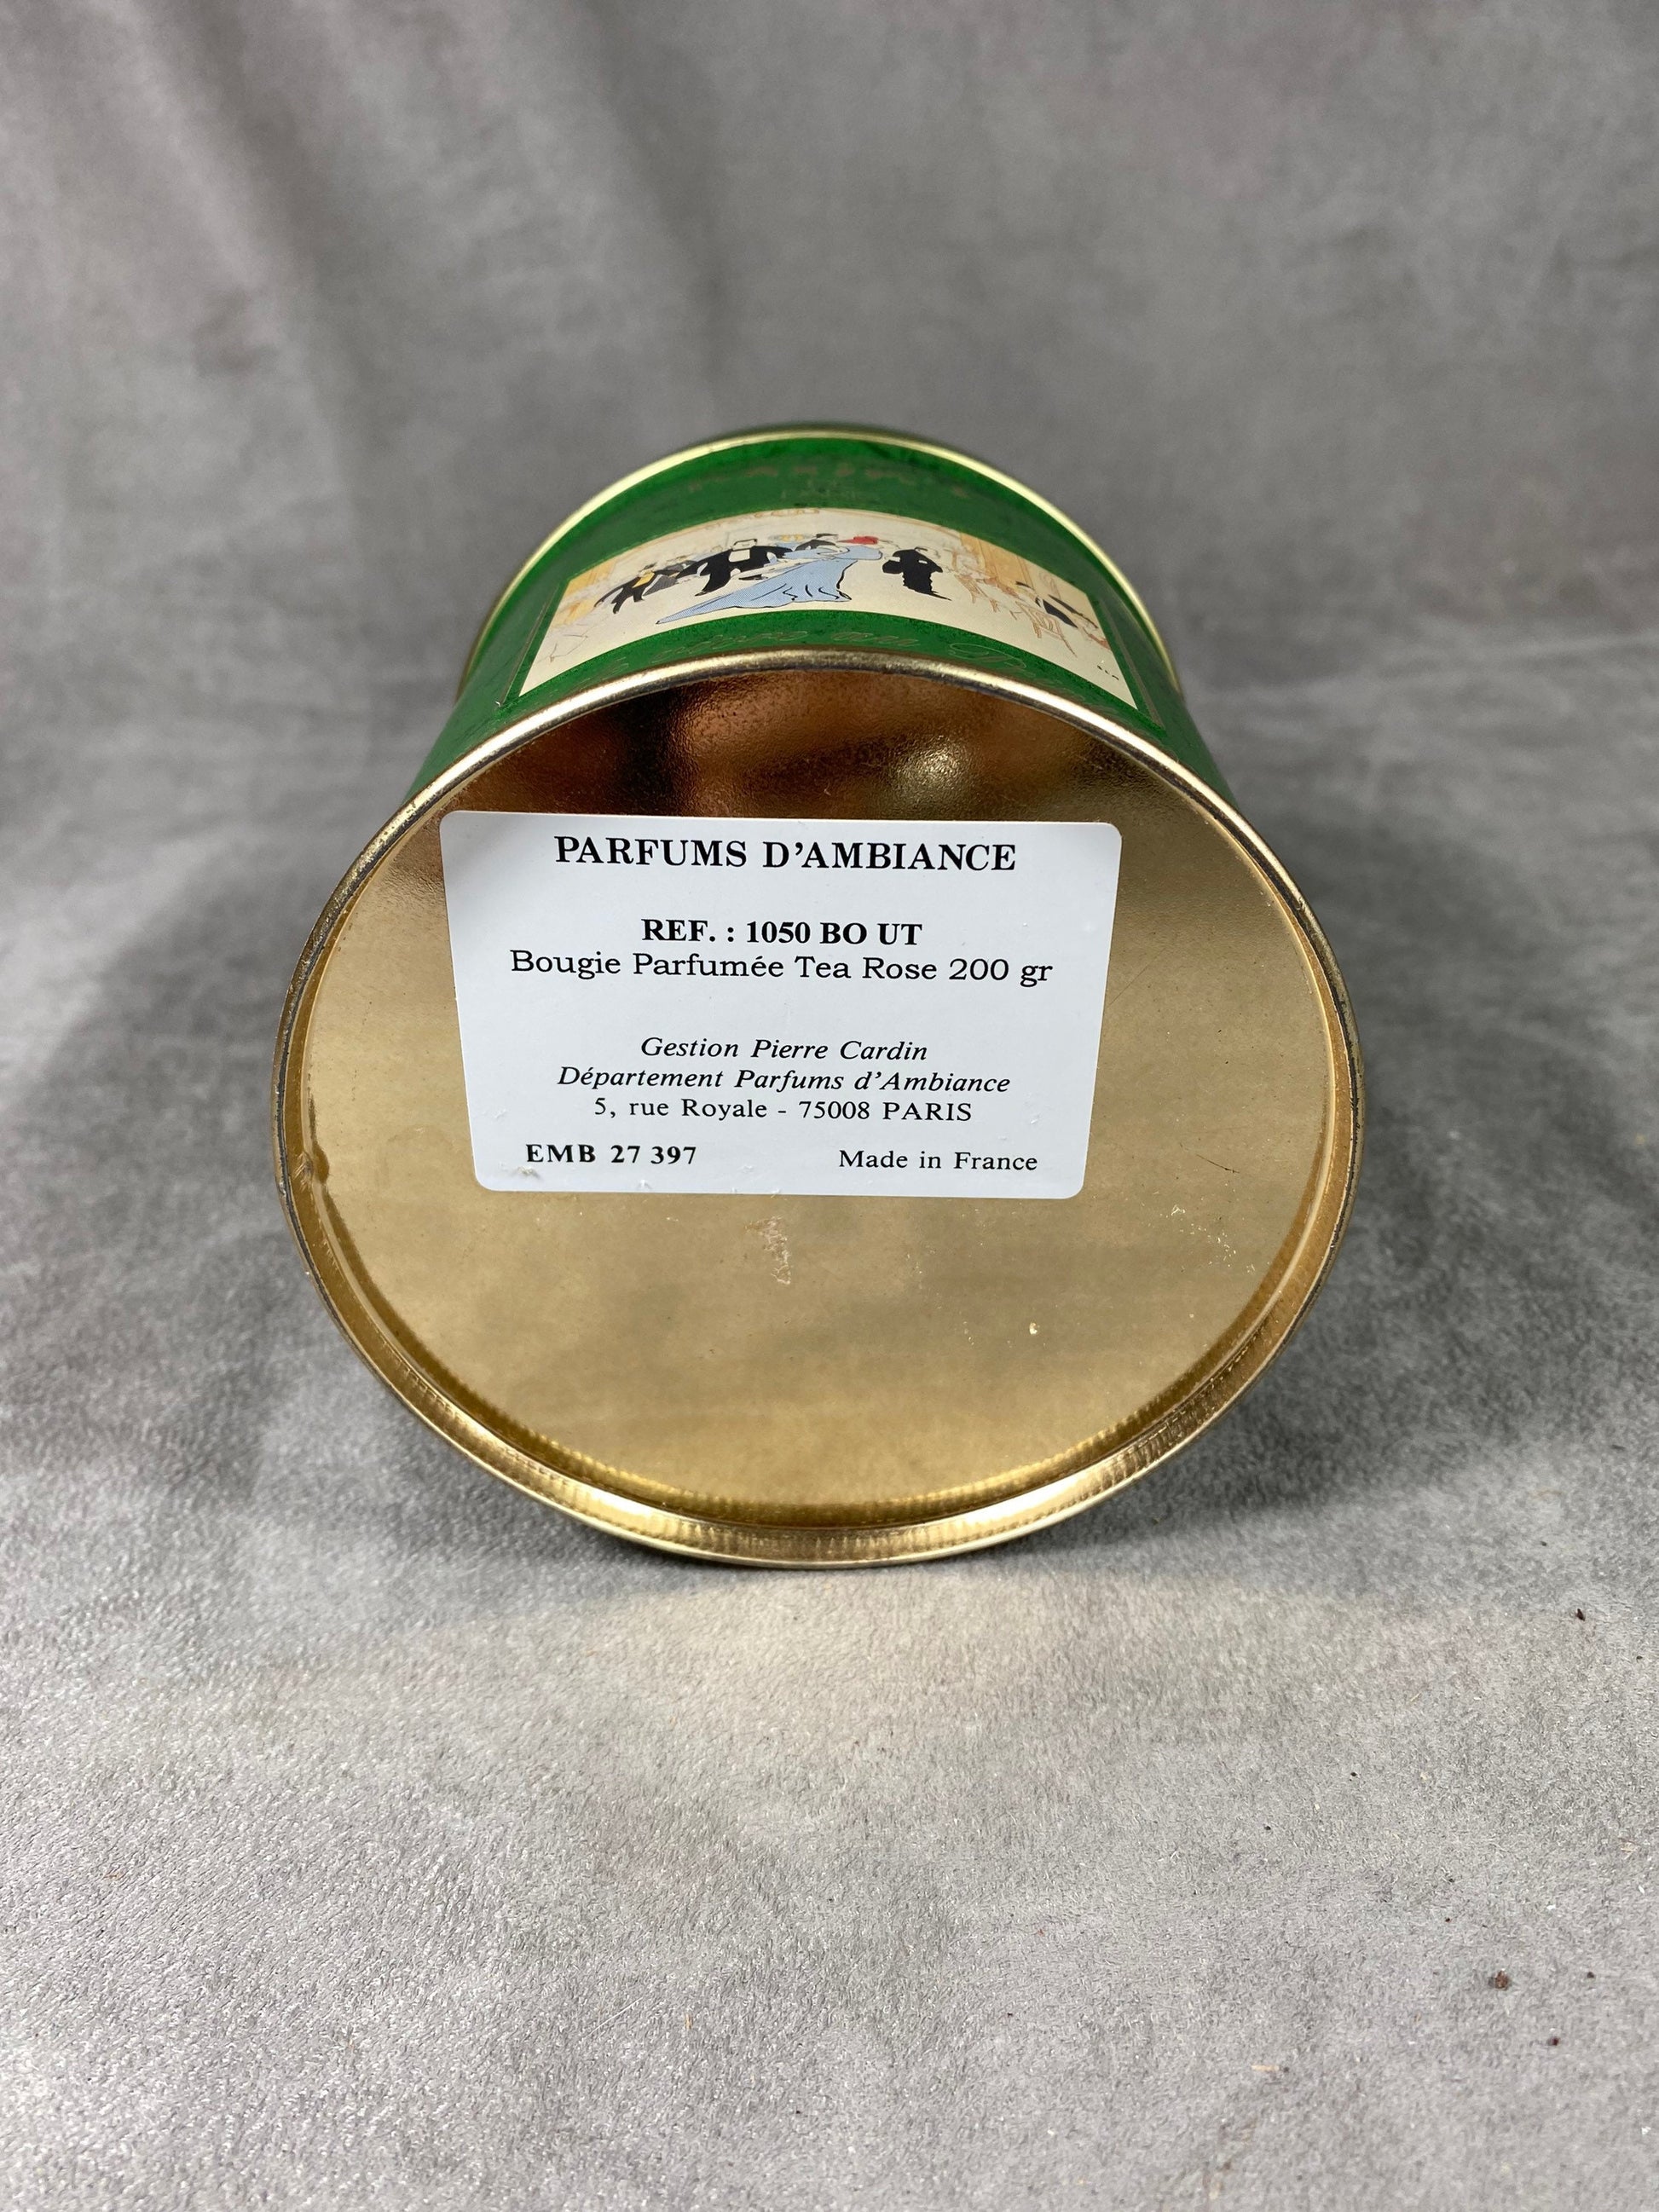 PARFUMS D'AMBIANCE
REF. : 1050 BO UT
Bougie Parfumée Tea Rose 200 gr
Gestion Pierre Cardin
Département Parfums d'Ambiance
5, rue Royale - 75008 PARIS
EMB 27 397 Made in France